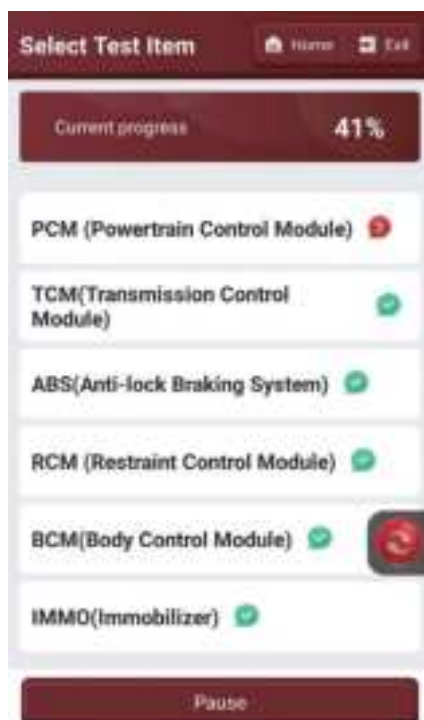 Select Test Item
Home
Exit
Current progress
41%
PCM (Powertrain Control Module)
TCM(Transmission Control
Module)
ABS(Anti-lock Braking System)
RCM (Restraint Control Module)
BCM(Body Control Module)
IMMO(Immobilizer)
Pause